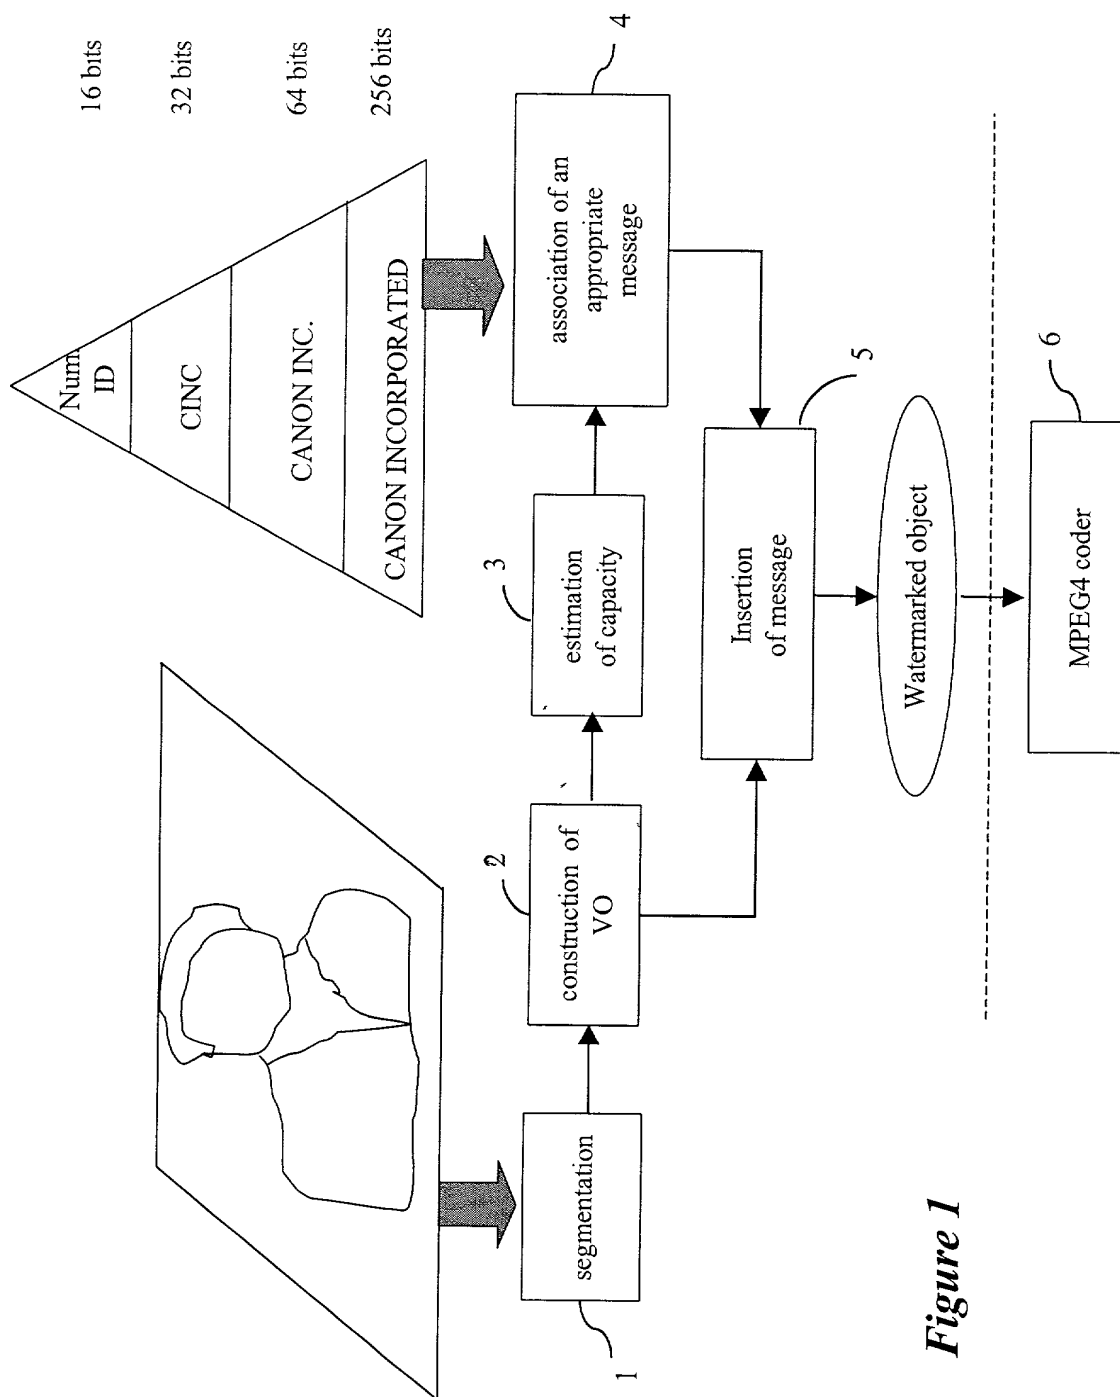 16 bits
32 bits
64 bits
256 bits
Num.
ID
CINC
CANON INC.
CANON INCORPORATED
1
segmentation
2
construction of
VO
3
estimation
of capacity
4
association of an
appropriate
message
5
Insertion
of message
Watermarked object
6
MPEG4 coder
Figure 1